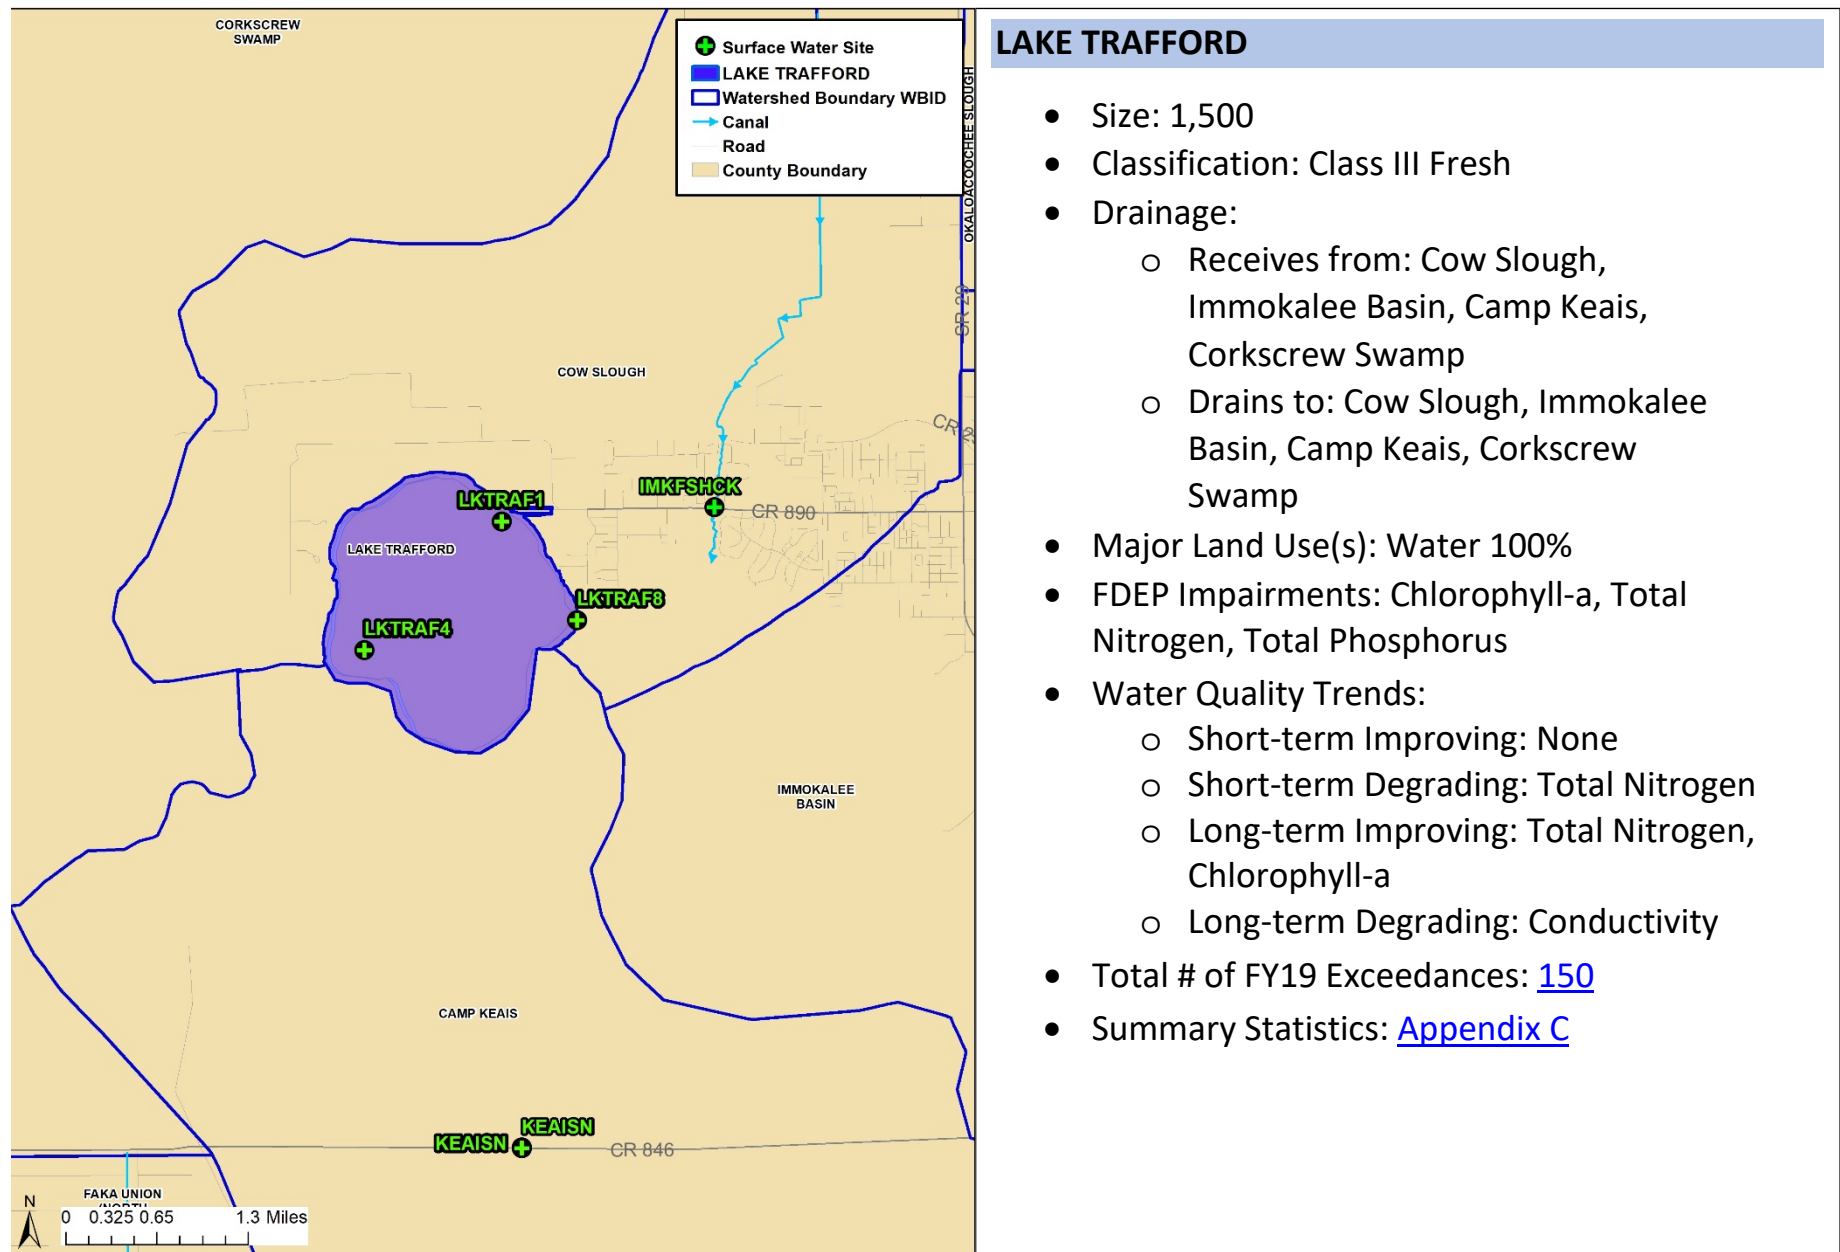 CORKSCREW
SWAMP
Surface Water Site
LAKE TRAFFORD
Watershed Boundary WBID
Canal
Road
County Boundary
OKALOACOOCHEE SLOUGH
SR 29
COW SLOUGH
CR 29
LKTRAF1
IMKFSHCK
CR 890
LAKE TRAFFORD
LKTRAF8
LKTRAF4
IMMOKALEE
BASIN
CAMP KEAIS
KEAISN
KEAISN
CR 846
FAKA UNION
(NORTH
N
0 0.325 0.65 1.3 Miles
LAKE TRAFFORD
• Size: 1,500
• Classification: Class III Fresh
• Drainage:
o Receives from: Cow Slough,
Immokalee Basin, Camp Keais,
Corkscrew Swamp
o Drains to: Cow Slough, Immokalee
Basin, Camp Keais, Corkscrew
Swamp
• Major Land Use(s): Water 100%
• FDEP Impairments: Chlorophyll-a, Total
Nitrogen, Total Phosphorus
• Water Quality Trends:
o Short-term Improving: None
o Short-term Degrading: Total Nitrogen
o Long-term Improving: Total Nitrogen,
Chlorophyll-a
o Long-term Degrading: Conductivity
• Total # of FY19 Exceedances: 150
• Summary Statistics: Appendix C